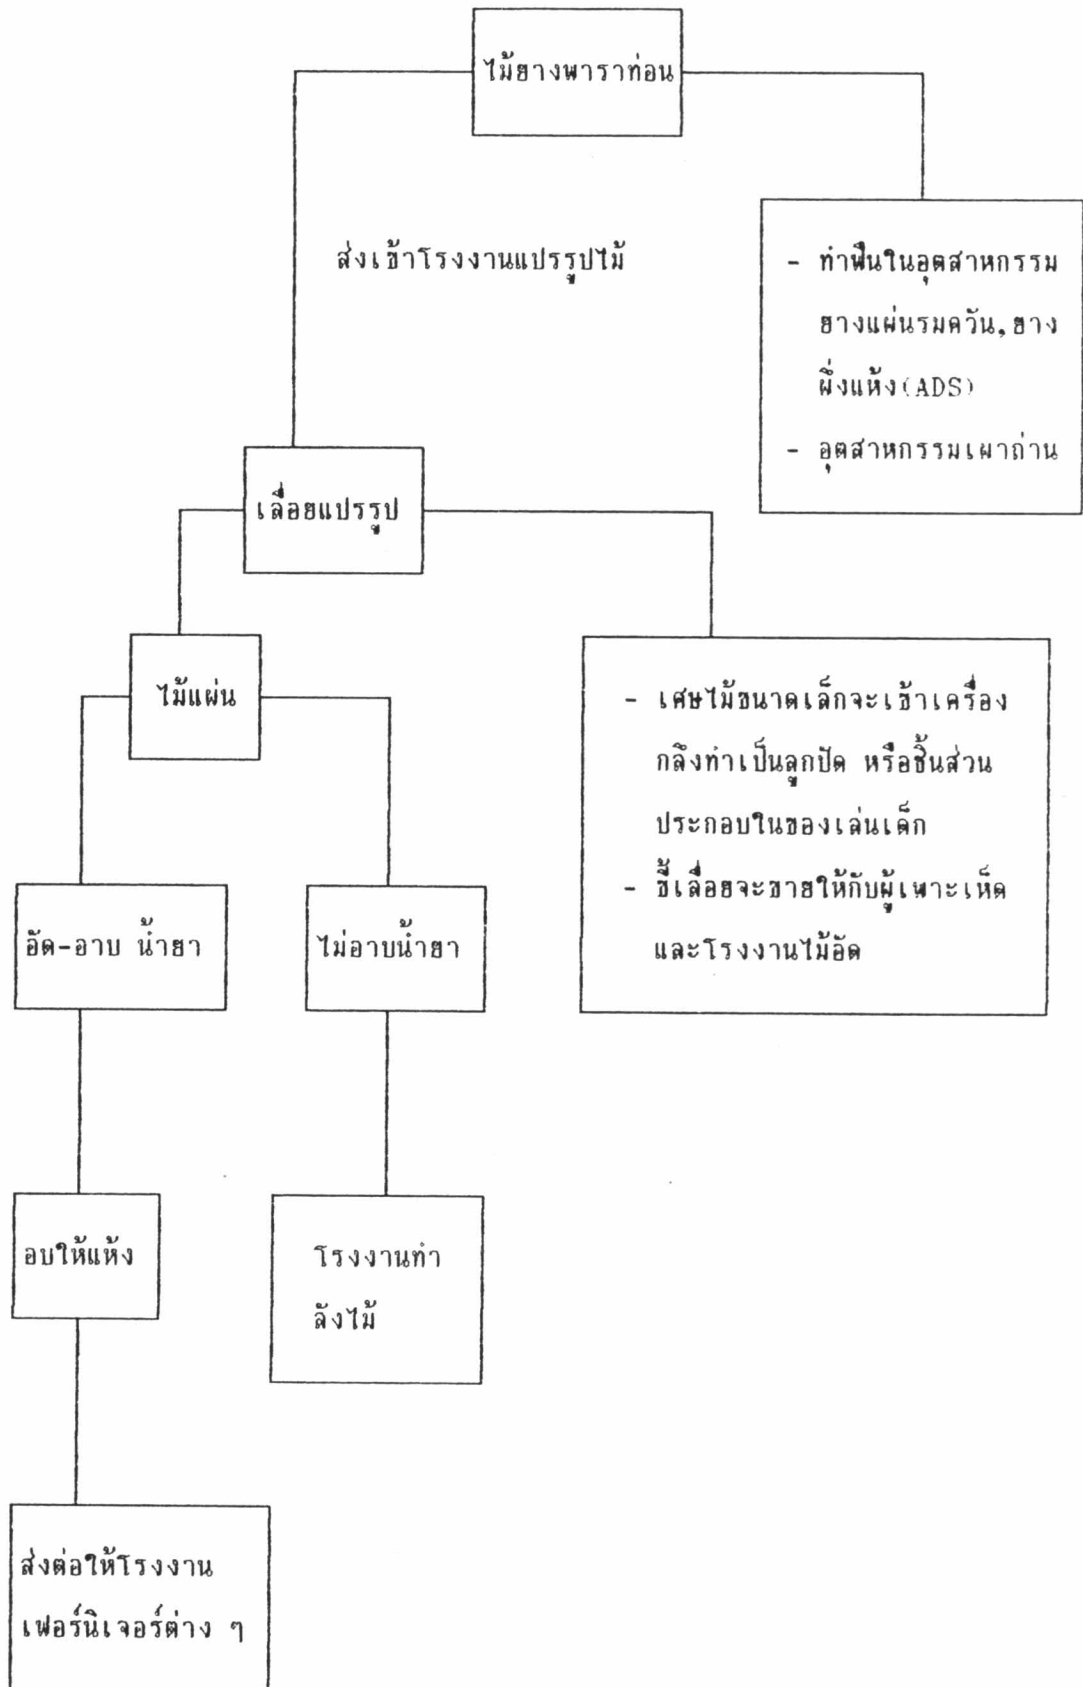 ไม้ยางพาราท่อน
ส่งเข้าโรงงานแปรรูปไม้
- ทำฟืนในอุตสาหกรรม
ยางแผ่นรมควัน,ยาง
ผึ่งแห้ง(ADS)
- อุตสาหกรรมเผาถ่าน
เลื่อยแปรรูป
ไม้แผ่น
- เศษไม้ขนาดเล็กจะเข้าเครื่อง
กลึงทำเป็นลูกปัด หรือชิ้นส่วน
ประกอบในของเล่นเด็ก
- ขี้เลื่อยจะขายให้กับผู้เพาะเห็ด
และโรงงานไม้อัด
อัด-อาบ น้ำยา
ไม่อาบน้ำยา
อบให้แห้ง
โรงงานทำ
ลังไม้
ส่งต่อให้โรงงาน
เฟอร์นิเจอร์ต่าง ๆ